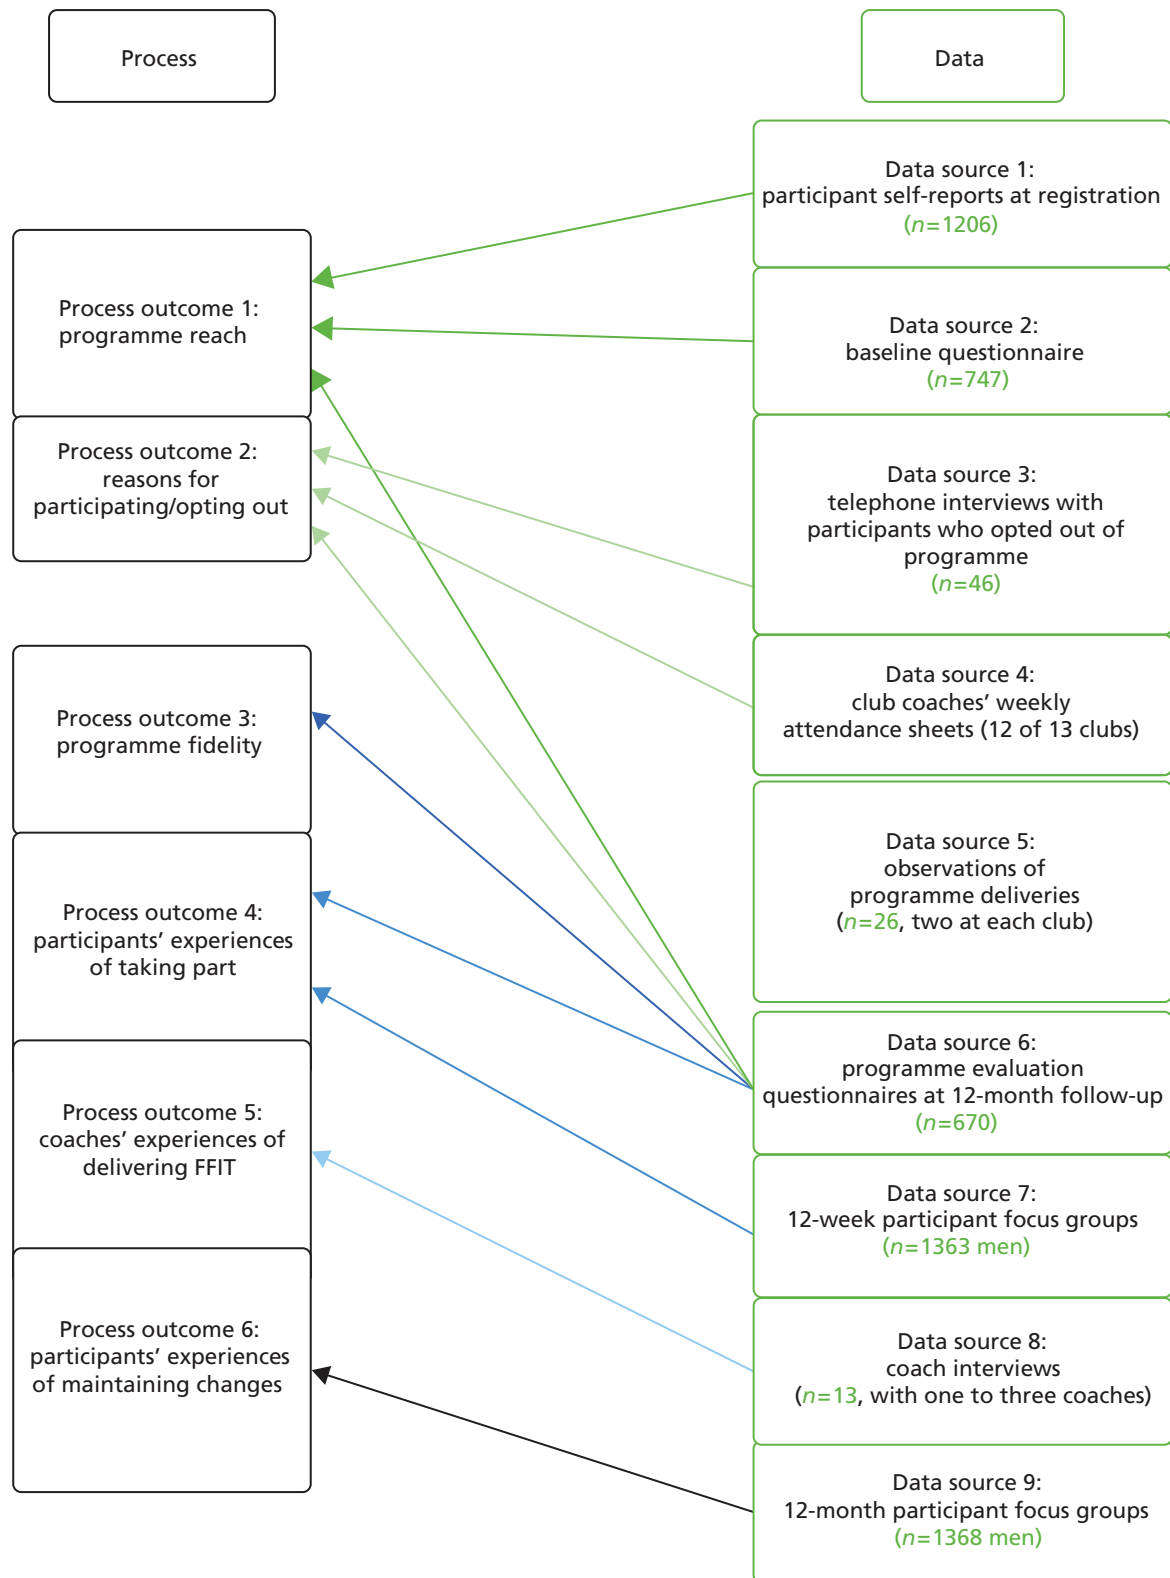 Process
Data
Process outcome 1:
programme reach
Process outcome 2:
reasons for
participating/opting out
Process outcome 3:
programme fidelity
Process outcome 4:
participants’ experiences
of taking part
Process outcome 5:
coaches’ experiences of
delivering FFIT
Process outcome 6:
participants’ experiences
of maintaining changes
Data source 1:
participant self-reports at registration
(n=1206)
Data source 2:
baseline questionnaire
(n=747)
Data source 3:
telephone interviews with
participants who opted out of
programme
(n=46)
Data source 4:
club coaches’ weekly
attendance sheets (12 of 13 clubs)
Data source 5:
observations of
programme deliveries
(n=26, two at each club)
Data source 6:
programme evaluation
questionnaires at 12-month follow-up
(n=670)
Data source 7:
12-week participant focus groups
(n=1363 men)
Data source 8:
coach interviews
(n=13, with one to three coaches)
Data source 9:
12-month participant focus groups
(n=1368 men)